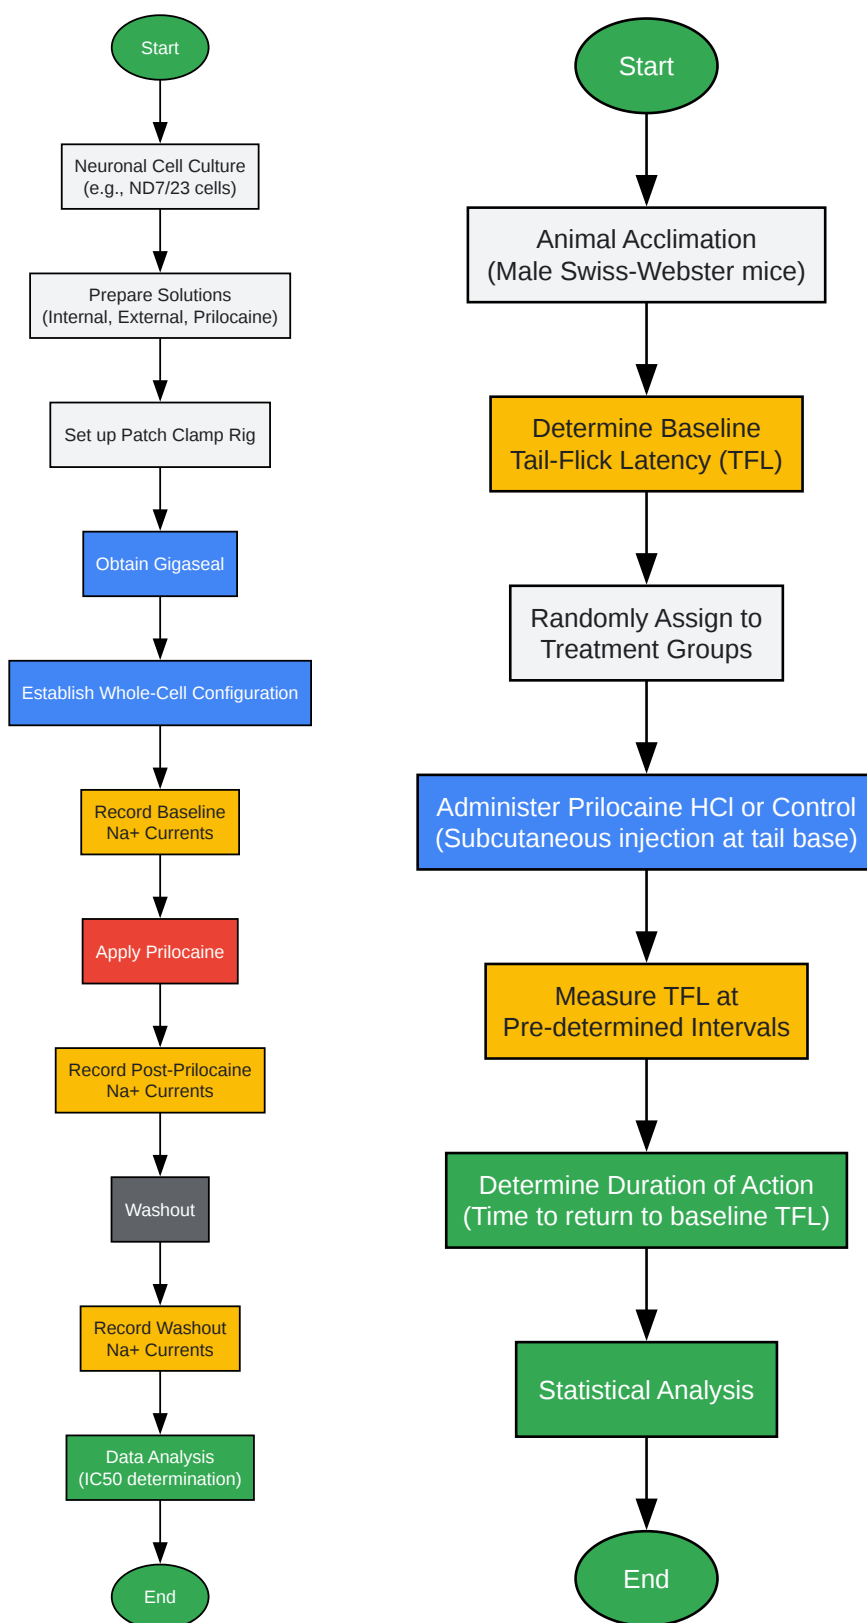 Start
Neuronal Cell Culture
(e.g., ND7/23 cells)
Prepare Solutions
(Internal, External, Prilocaine)
Set up Patch Clamp Rig
Obtain Gigaseal
Establish Whole-Cell Configuration
Record Baseline
Na+ Currents
Apply Prilocaine
Record Post-Prilocaine
Na+ Currents
Washout
Record Washout
Na+ Currents
Data Analysis
(IC50 determination)
End
Start
Animal Acclimation
(Male Swiss-Webster mice)
Determine Baseline
Tail-Flick Latency (TFL)
Randomly Assign to
Treatment Groups
Administer Prilocaine HCl or Control
(Subcutaneous injection at tail base)
Measure TFL at
Pre-determined Intervals
Determine Duration of Action
(Time to return to baseline TFL)
Statistical Analysis
End